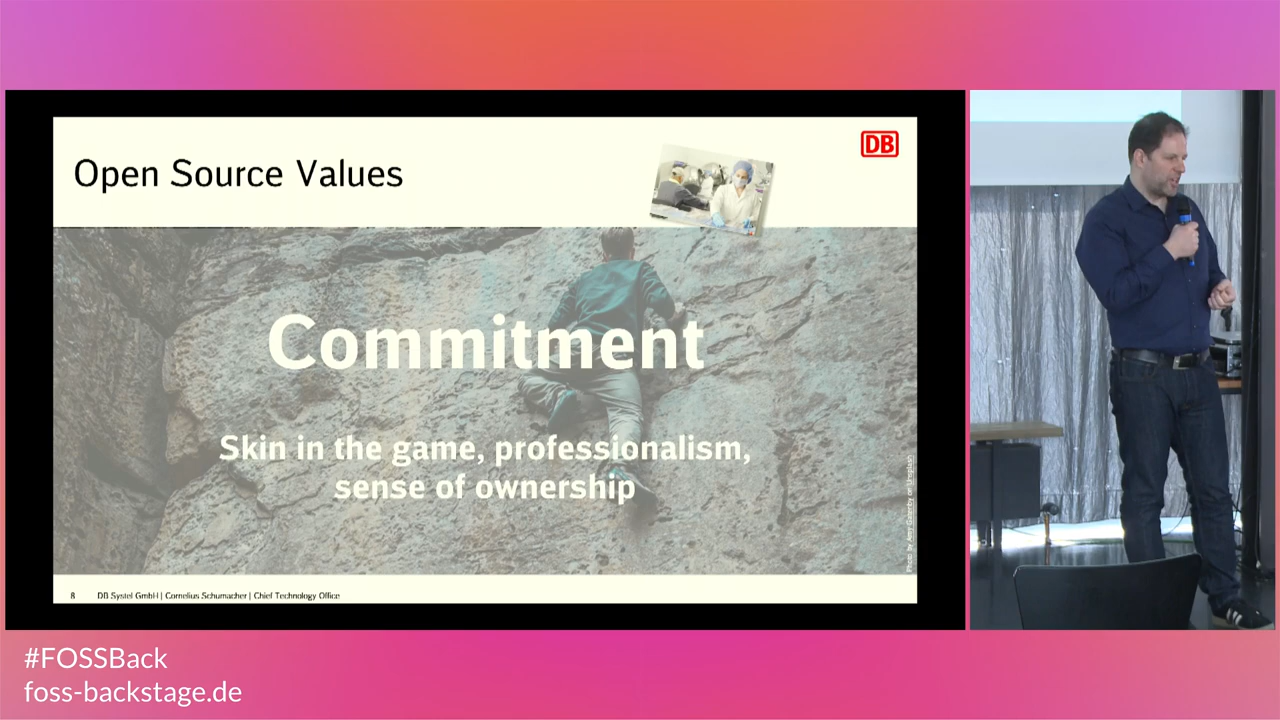 Open Source Values
DB
Commitment
Skin in the game, professionalism,
sense of ownership
8 DB Systel GmbH | Cornelius Schumacher | Chief Technology Office
#FOSSBack
foss-backstage.de